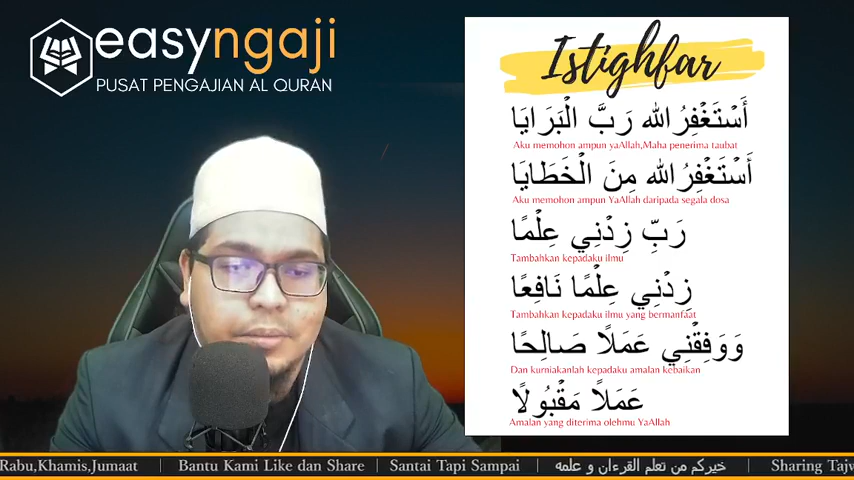 easyngaji
PUSAT PENGAJIAN AL QURAN
Istighfar
أَسْتَغْفِرُ الله رَبَّ الْبَرَايَا
Aku memohon ampun yaAllah,Maha penerima taubat
أَسْتَغْفِرُ الله مِنَ الْخَطَايَا
Aku memohon ampun YaAllah daripada segala dosa
رَبِّ زِدْنِي عِلْمًا
Tambahkan kepadaku ilmu
زِدْنِي عِلْمًا نَافِعًا
Tambahkan kepadaku ilmu yang bermanfaat
وَوَفِقْنِي عَمَلاً صَالِحًا
Dan kurniakanlah kepadaku amalan kebaikan
عَمَلاً مَقْبُولًا
Amalan yang diterima olehmu YaAllah
Rabu,Khamis,Jumaat | Bantu Kami Like dan Share | Santai Tapi Sampai | خيركم من تعلم القرءان و علمه | Sharing Tajw